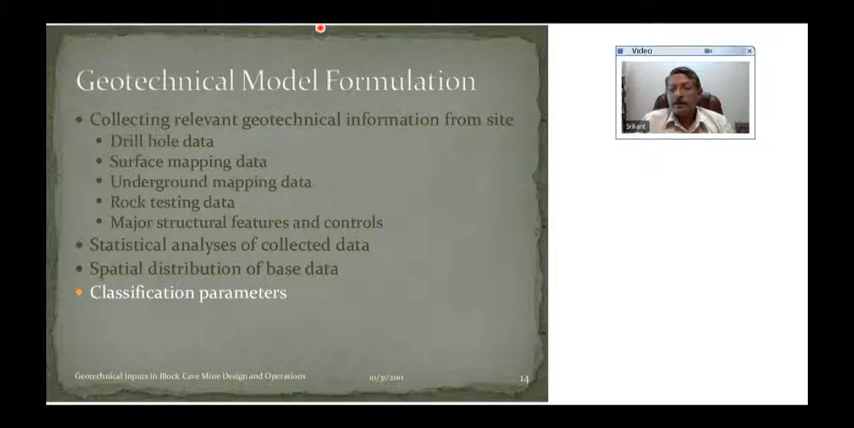 Geotechnical Model Formulation
Collecting relevant geotechnical information from site
Drill hole data
Surface mapping data
Underground mapping data
Rock testing data
Major structural features and controls
Statistical analyses of collected data
Spatial distribution of base data
Classification parameters
Geotechnical Inputs in Block Cave Mine Design and Operations
10/31/2011
14
Video
Srikant